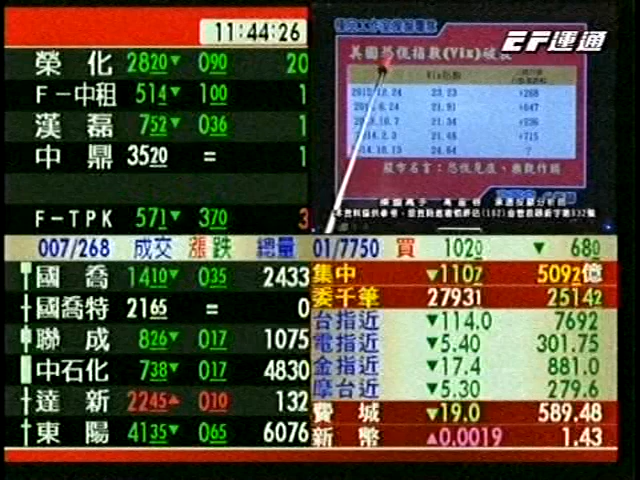 11:44:26
EF運通
美國恐慌指數(Vix)破表
榮化 2820▼ 090 20
F-中租 514▼ 100 1
漢磊 752▼ 036 1
中鼎 3520 = 1
F-TPK 571▼ 370 3
007/268 成交 漲跌 總量
國喬 1410▼ 035 2433
國喬特 2165 = 0
聯成 826▼ 017 1075
中石化 738▼ 017 4830
達新 2245▲ 010 132
東陽 4135▼ 065 6076
01/7750 買 1020 ▼ 680
集中 ▼1107 5092億
委千筆 27931 25142
台指近 ▼114.0 7692
電指近 ▼5.40 301.75
金指近 ▼17.4 881.0
摩台近 ▼5.30 279.6
費城 ▼19.0 589.48
新幣 ▲0.0019 1.43